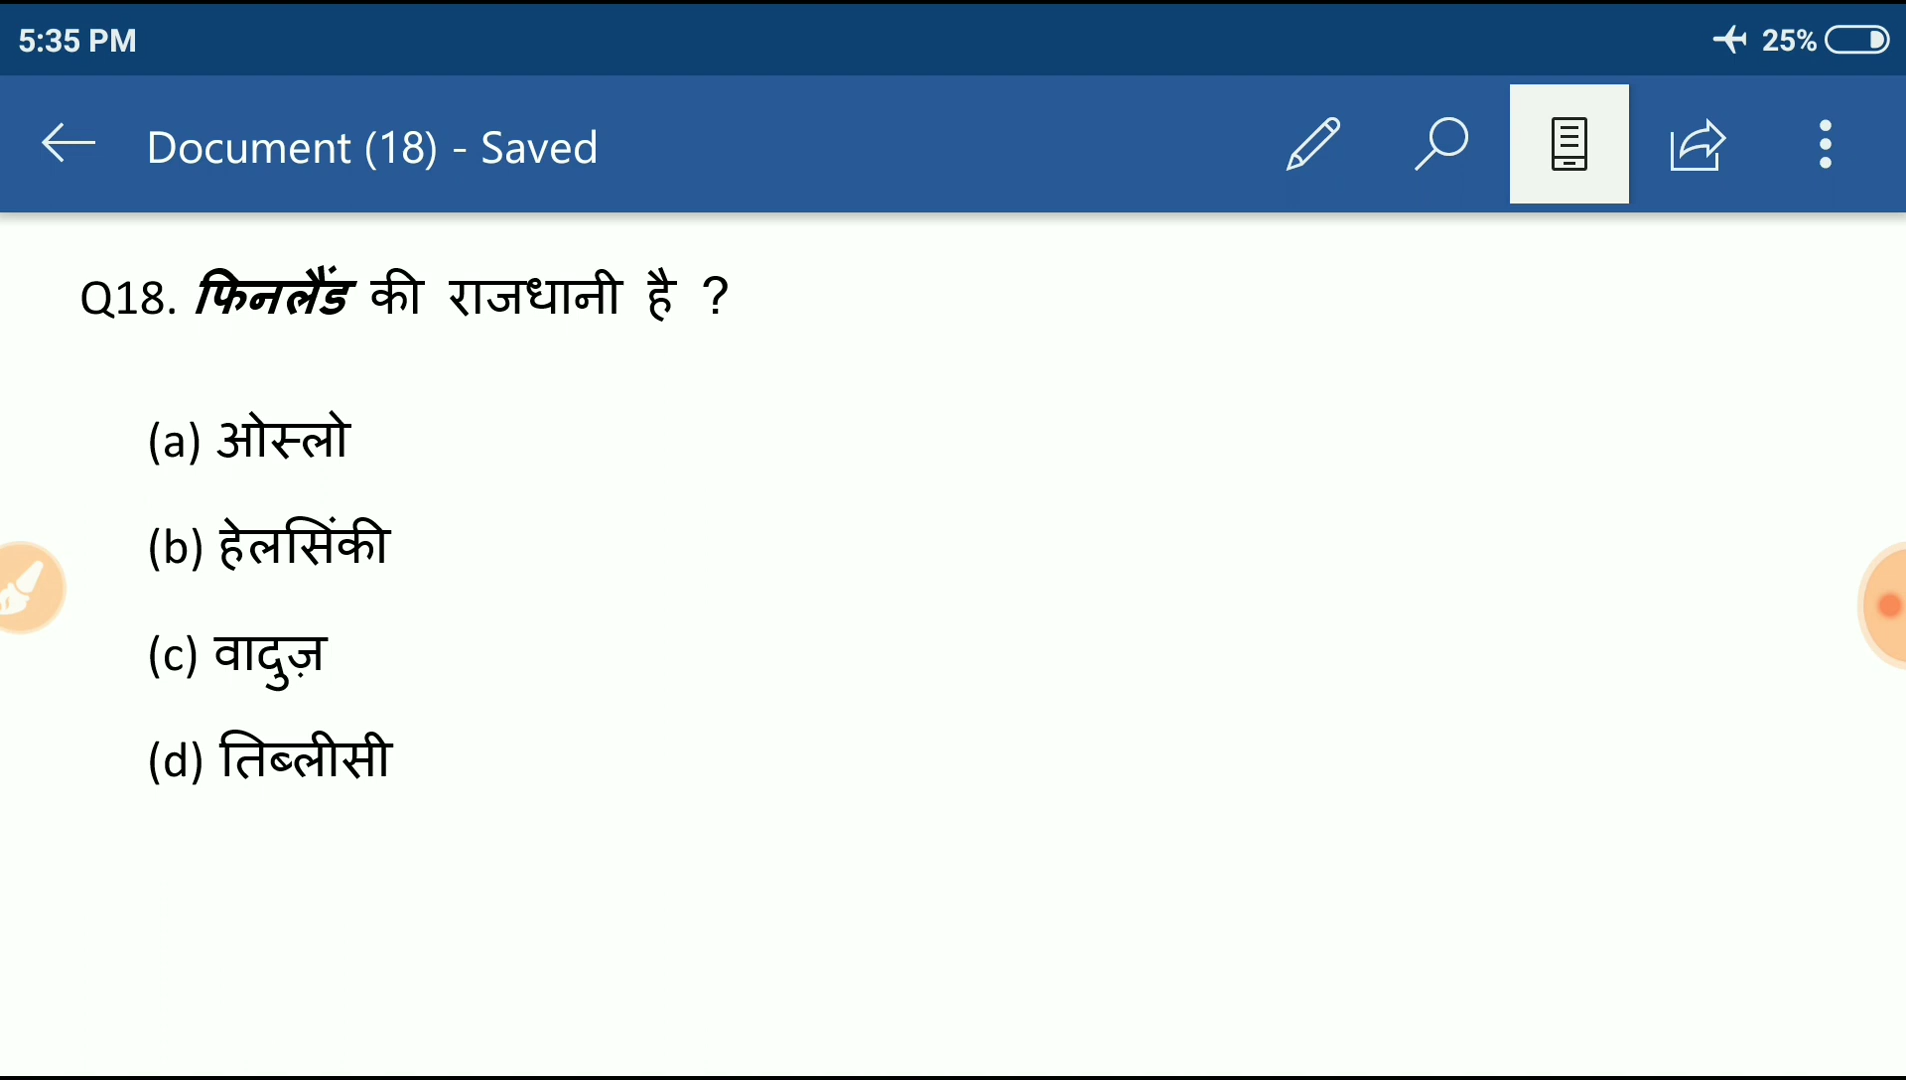 5:35 PM 25%
Document (18) - Saved
Q18. फिनलैंड की राजधानी है ?
(a) ओस्लो
(b) हेलसिंकी
(c) वादुज़
(d) तिब्लीसी